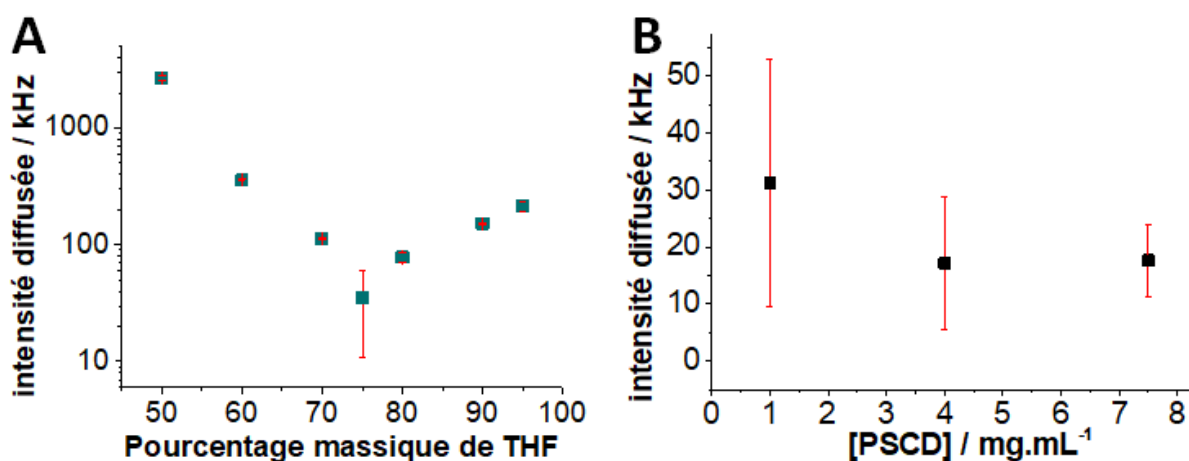 A
intensité diffusée / kHz
1000
100
10
50 60 70 80 90 100
Pourcentage massique de THF
B
intensité diffusée / kHz
50
40
30
20
10
0
0 1 2 3 4 5 6 7 8
[PSCD] / mg.mL⁻¹